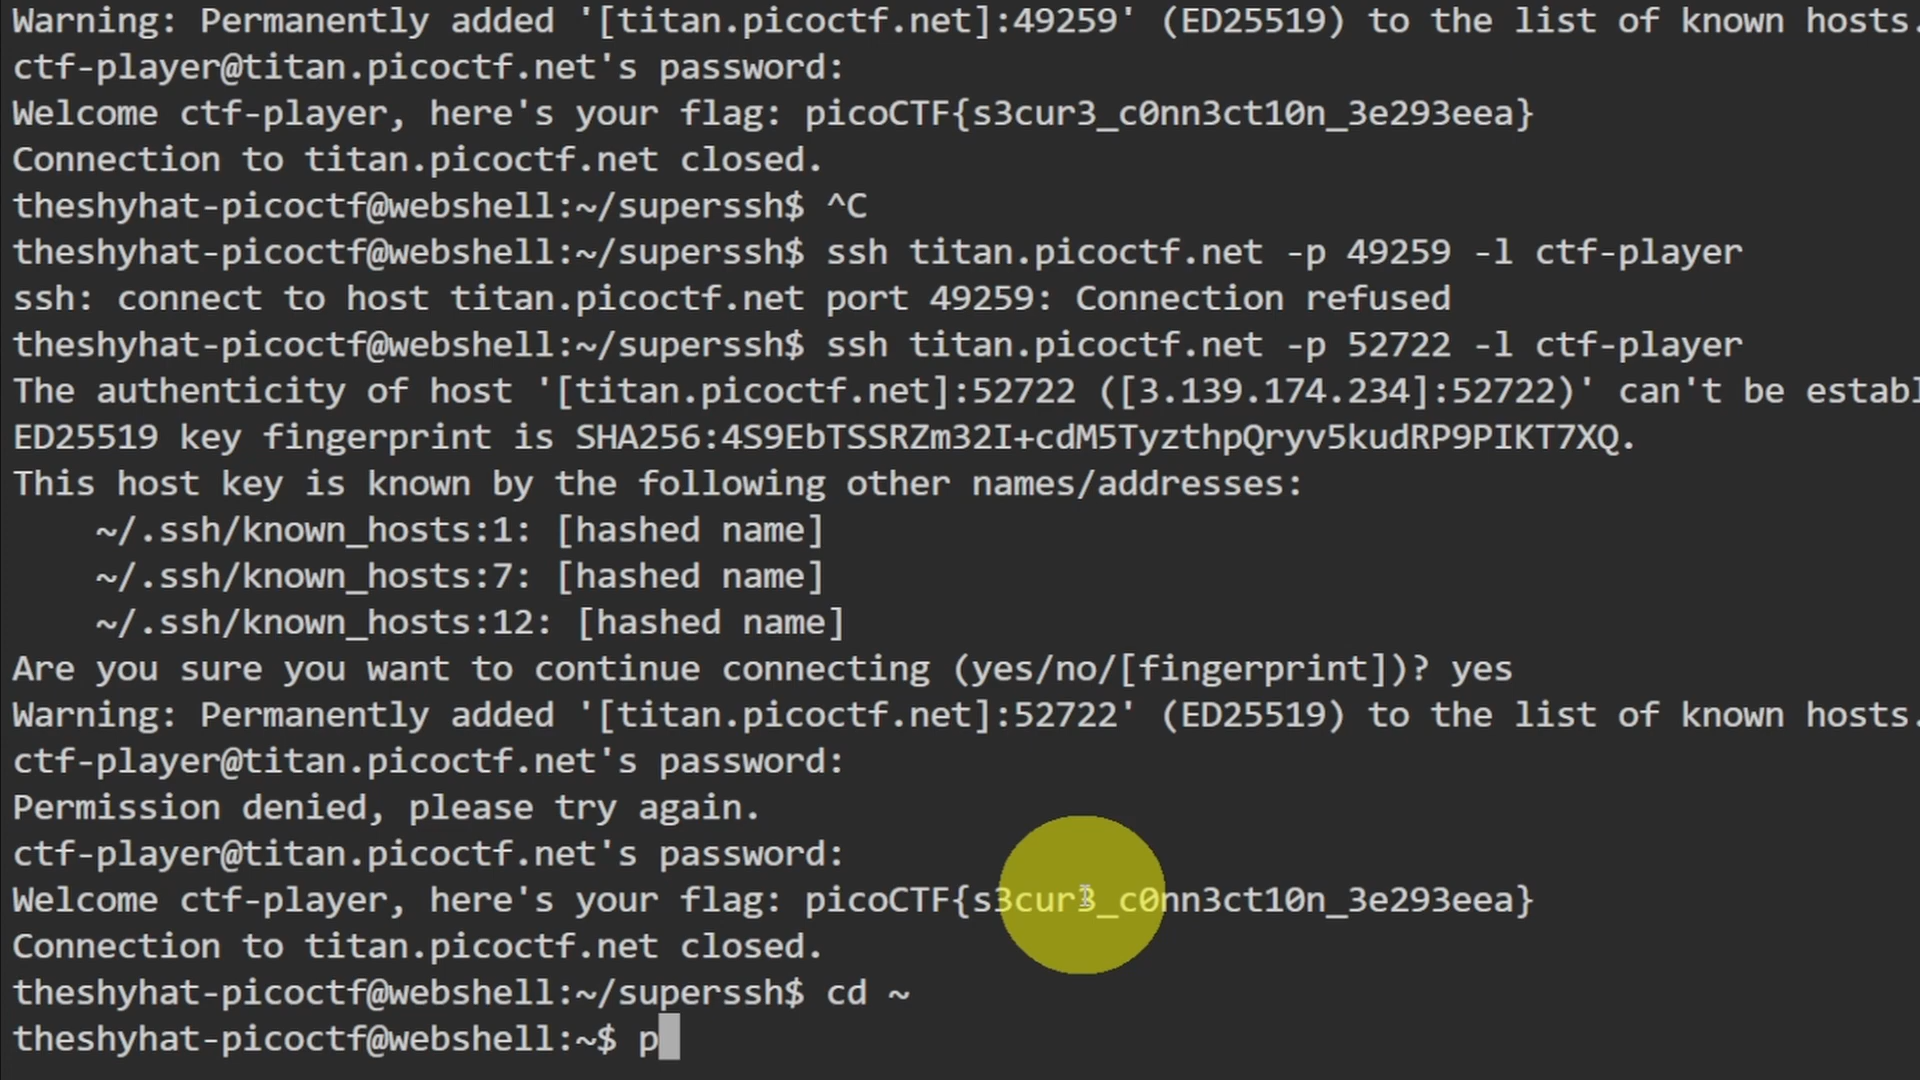 Warning: Permanently added '[titan.picoctf.net]:49259' (ED25519) to the list of known hosts.
ctf-player@titan.picoctf.net's password:
Welcome ctf-player, here's your flag: picoCTF{s3cur3_c0nn3ct10n_3e293eea}
Connection to titan.picoctf.net closed.
theshyhat-picoctf@webshell:~/superssh$ ^C
theshyhat-picoctf@webshell:~/superssh$ ssh titan.picoctf.net -p 49259 -l ctf-player
ssh: connect to host titan.picoctf.net port 49259: Connection refused
theshyhat-picoctf@webshell:~/superssh$ ssh titan.picoctf.net -p 52722 -l ctf-player
The authenticity of host '[titan.picoctf.net]:52722 ([3.139.174.234]:52722)' can't be establ
ED25519 key fingerprint is SHA256:4S9EbTSSRZm32I+cdM5TyzthpQryv5kudRP9PIKT7XQ.
This host key is known by the following other names/addresses:
    ~/.ssh/known_hosts:1: [hashed name]
    ~/.ssh/known_hosts:7: [hashed name]
    ~/.ssh/known_hosts:12: [hashed name]
Are you sure you want to continue connecting (yes/no/[fingerprint])? yes
Warning: Permanently added '[titan.picoctf.net]:52722' (ED25519) to the list of known hosts.
ctf-player@titan.picoctf.net's password:
Permission denied, please try again.
ctf-player@titan.picoctf.net's password:
Welcome ctf-player, here's your flag: picoCTF{s3cur3_c0nn3ct10n_3e293eea}
Connection to titan.picoctf.net closed.
theshyhat-picoctf@webshell:~/superssh$ cd ~
theshyhat-picoctf@webshell:~$ p